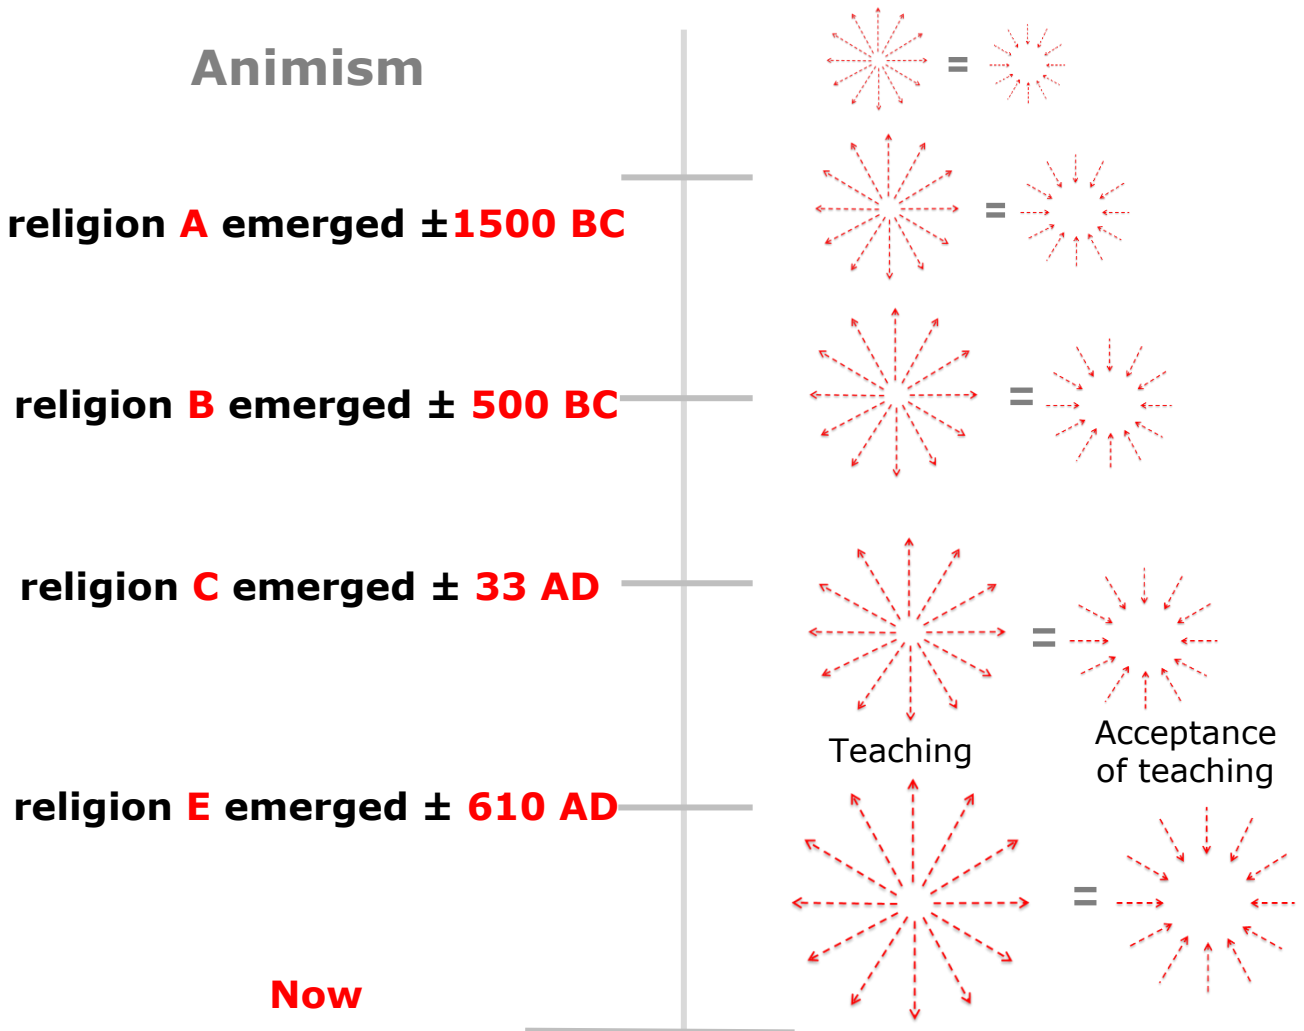 Animism
=
religion A emerged ±1500 BC
=
religion B emerged ± 500 BC
=
religion C emerged ± 33 AD
=
Teaching
Acceptance
of teaching
religion E emerged ± 610 AD
=
Now